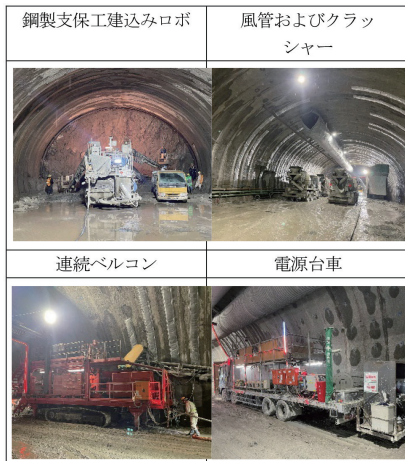 鋼製支保工建込みロボ
風管およびクラッ
シャー
連続ベルコン
電源台車